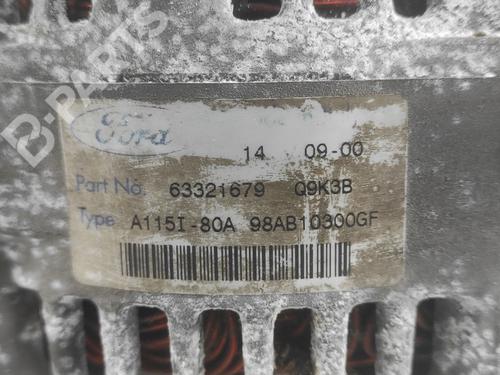 B-PARTS
Ford
14 09-00
Part No. 63321679 Q9K3B
Type A115I-80A 98AB10300GF